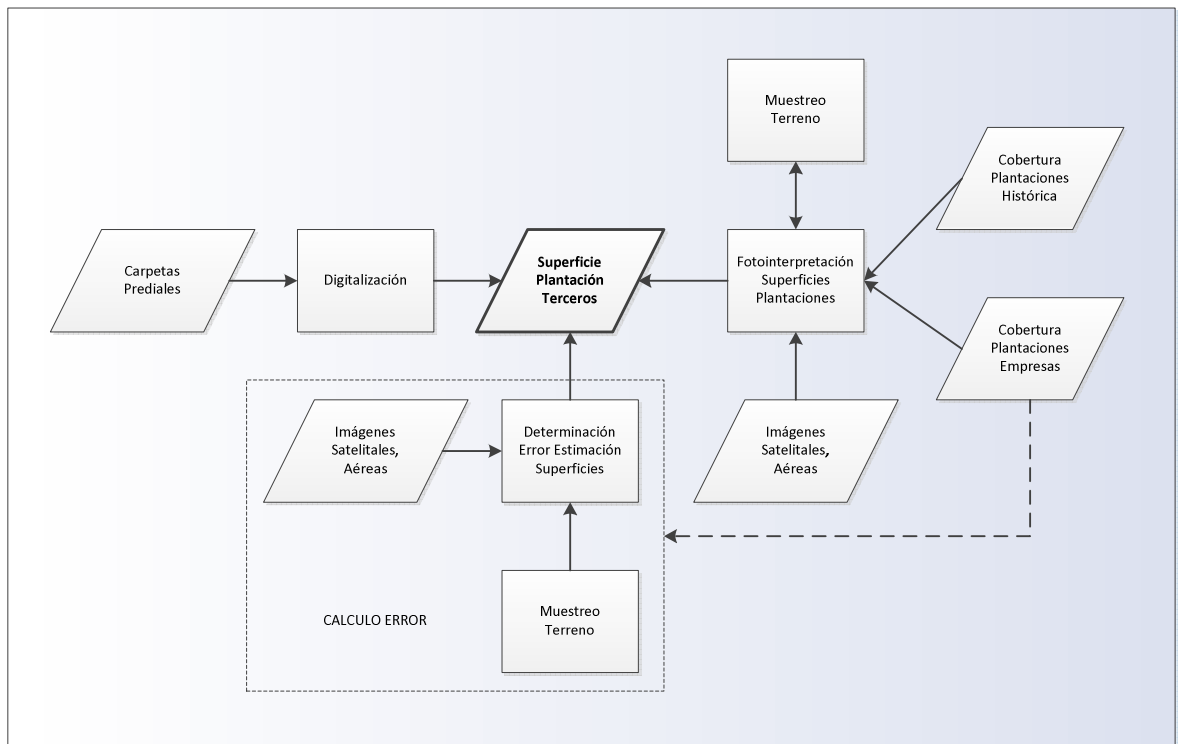 Muestreo
Terreno
Cobertura
Plantaciones
Histórica
Carpetas
Prediales
Digitalización
Superficie
Plantación
Terceros
Fotointerpretación
Superficies
Plantaciones
Cobertura
Plantaciones
Empresas
Imágenes
Satelitales,
Aéreas
Determinación
Error Estimación
Superficies
Imágenes
Satelitales,
Aéreas
CALCULO ERROR
Muestreo
Terreno